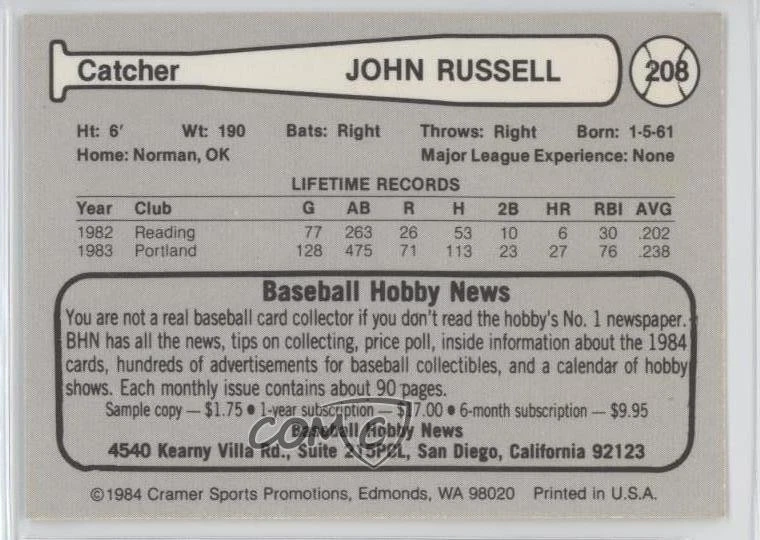 Catcher JOHN RUSSELL 208
Ht: 6' Wt: 190 Bats: Right Throws: Right Born: 1-5-61
Home: Norman, OK Major League Experience: None
LIFETIME RECORDS
Year Club G AB R H 2B HR RBI AVG
1982 Reading 77 263 26 53 10 6 30 .202
1983 Portland 128 475 71 113 23 27 76 .238
Baseball Hobby News
You are not a real baseball card collector if you don't read the hobby's No. 1 newspaper.
BHN has all the news, tips on collecting, price poll, inside information about the 1984
cards, hundreds of advertisements for baseball collectibles, and a calendar of hobby
shows. Each monthly issue contains about 90 pages.
Sample copy — $1.75 • 1-year subscription — $17.00 • 6-month subscription — $9.95
Baseball Hobby News
4540 Kearny Villa Rd., Suite 215PCL, San Diego, California 92123
COMC
©1984 Cramer Sports Promotions, Edmonds, WA 98020 Printed in U.S.A.